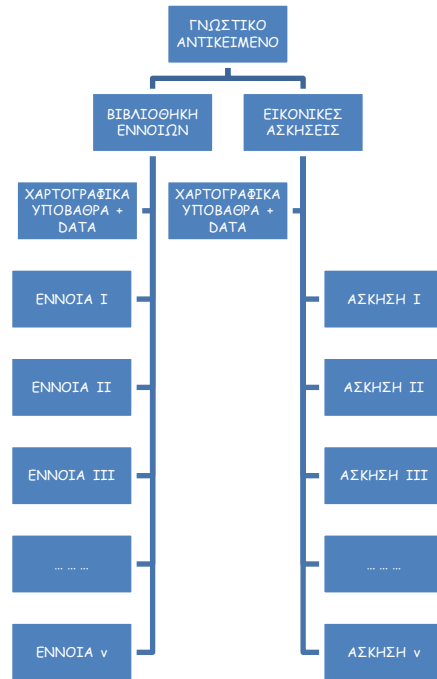 ΓΝΩΣΤΙΚΟ
ΑΝΤΙΚΕΙΜΕΝΟ
ΒΙΒΛΙΟΘΗΚΗ
ΕΝΝΟΙΩΝ
ΕΙΚΟΝΙΚΕΣ
ΑΣΚΗΣΕΙΣ
ΧΑΡΤΟΓΡΑΦΙΚΑ
ΥΠΟΒΑΘΡΑ +
DATA
ΧΑΡΤΟΓΡΑΦΙΚΑ
ΥΠΟΒΑΘΡΑ +
DATA
ΕΝΝΟΙΑ I
ΑΣΚΗΣΗ I
ΕΝΝΟΙΑ II
ΑΣΚΗΣΗ II
ΕΝΝΟΙΑ III
ΑΣΚΗΣΗ III
... ... ...
... ... ...
ΕΝΝΟΙΑ ν
ΑΣΚΗΣΗ ν